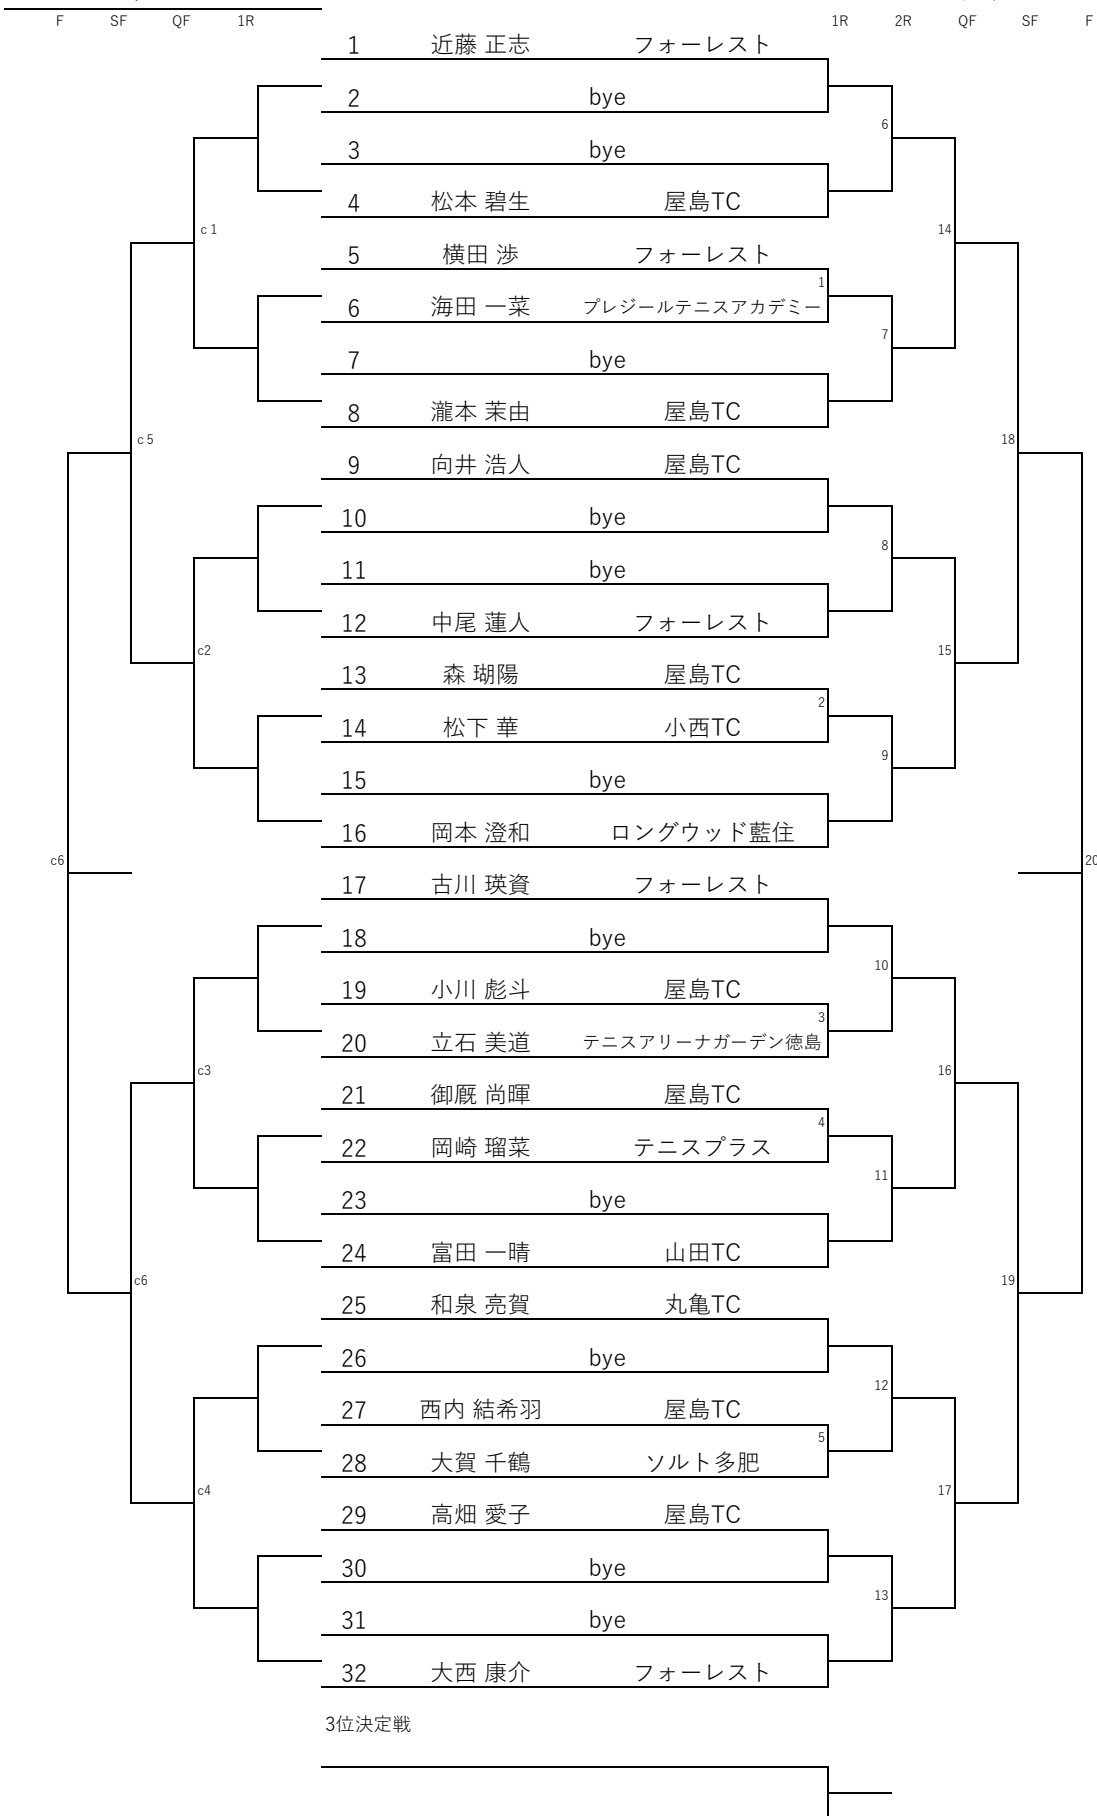 F SF QF 1R 1R 2R QF SF F
1 近藤 正志 フォーレスト
2 bye
6
3 bye
4 松本 碧生 屋島TC
c 1 14
5 横田 渉 フォーレスト
1
6 海田 一菜 プレジールテニスアカデミー
7
7 bye
8 瀧本 茉由 屋島TC
c 5 18
9 向井 浩人 屋島TC
10 bye
8
11 bye
12 中尾 蓮人 フォーレスト
c2 15
13 森 瑚陽 屋島TC
2
14 松下 華 小西TC
9
15 bye
16 岡本 澄和 ロングウッド藍住
c6 20
17 古川 瑛資 フォーレスト
18 bye
10
19 小川 彪斗 屋島TC
3
20 立石 美道 テニスアリーナガーデン徳島
c3 16
21 御厩 尚暉 屋島TC
4
22 岡崎 瑠菜 テニスプラス
11
23 bye
24 富田 一晴 山田TC
c6 19
25 和泉 亮賀 丸亀TC
26 bye
12
27 西内 結希羽 屋島TC
5
28 大賀 千鶴 ソルト多肥
c4 17
29 高畑 愛子 屋島TC
30 bye
13
31 bye
32 大西 康介 フォーレスト
3位決定戦